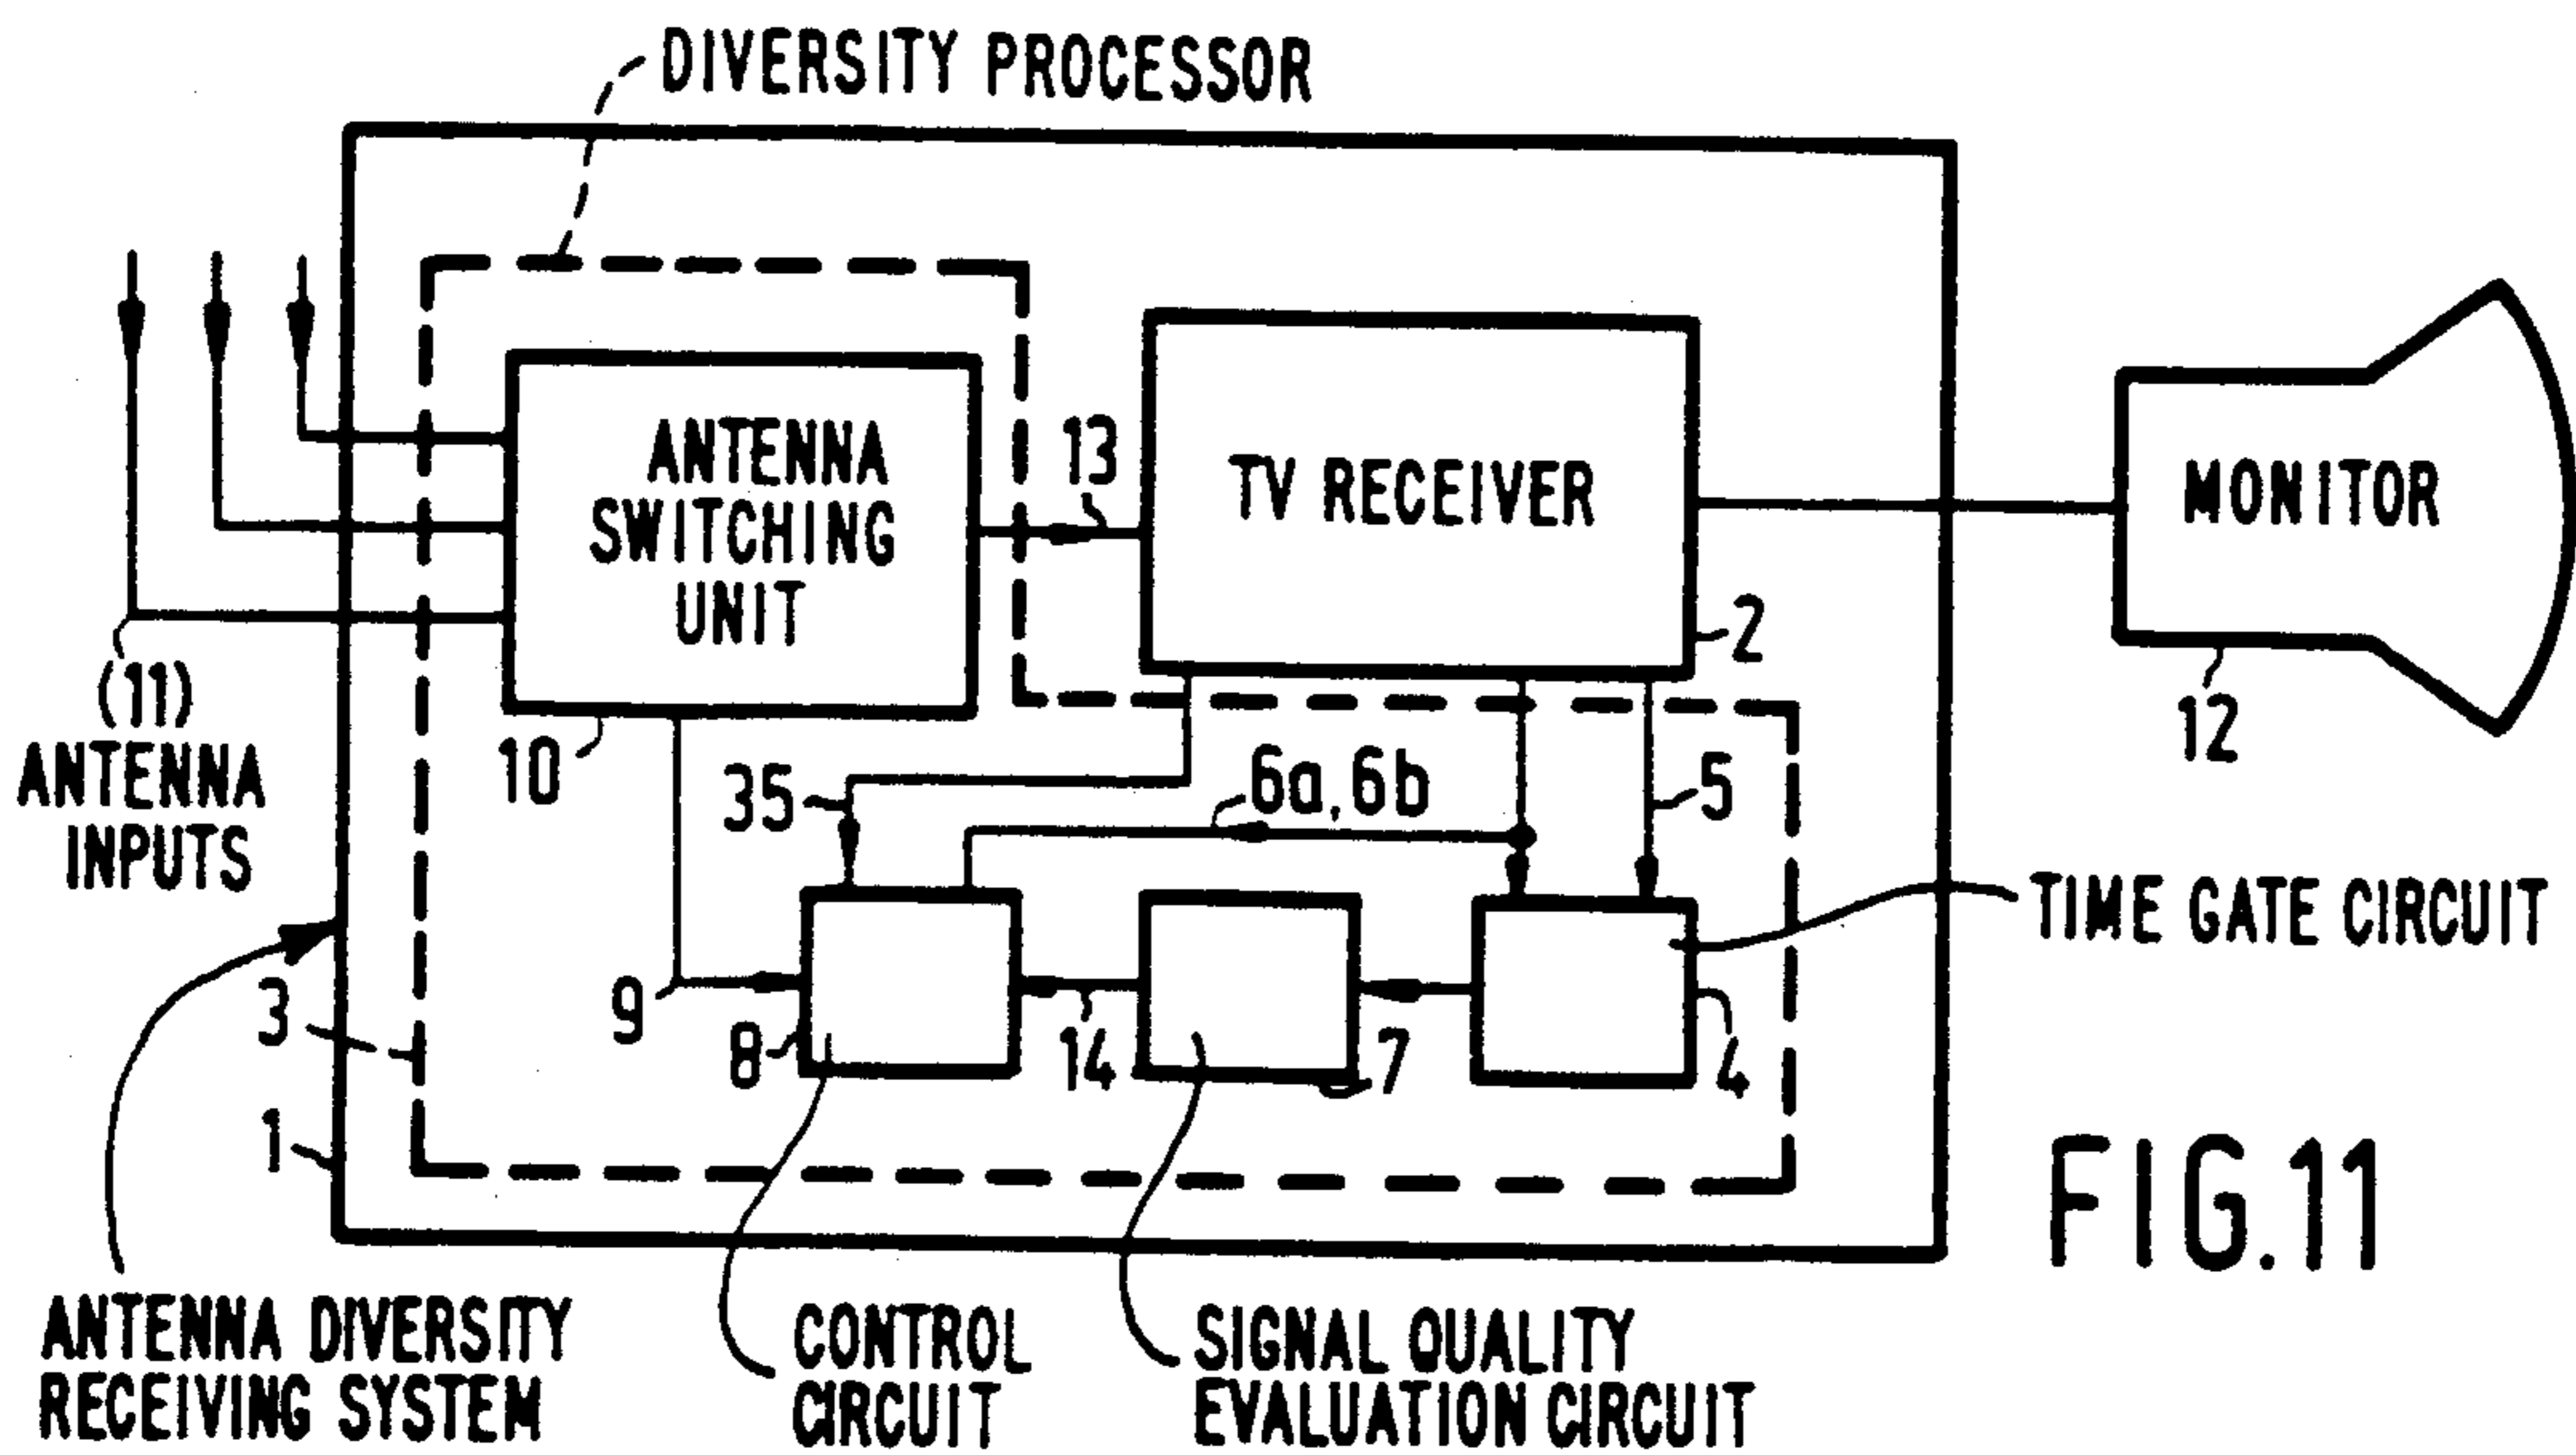 DIVERSITY PROCESSOR
ANTENNA
SWITCHING
UNIT
13
TV RECEIVER
MONITOR
2
(11)
ANTENNA
INPUTS
10
12
35
6a, 6b
5
TIME GATE CIRCUIT
3
9
8
14
7
4
1
FIG.11
ANTENNA DIVERSITY
RECEIVING SYSTEM
CONTROL
CIRCUIT
SIGNAL QUALITY
EVALUATION CIRCUIT